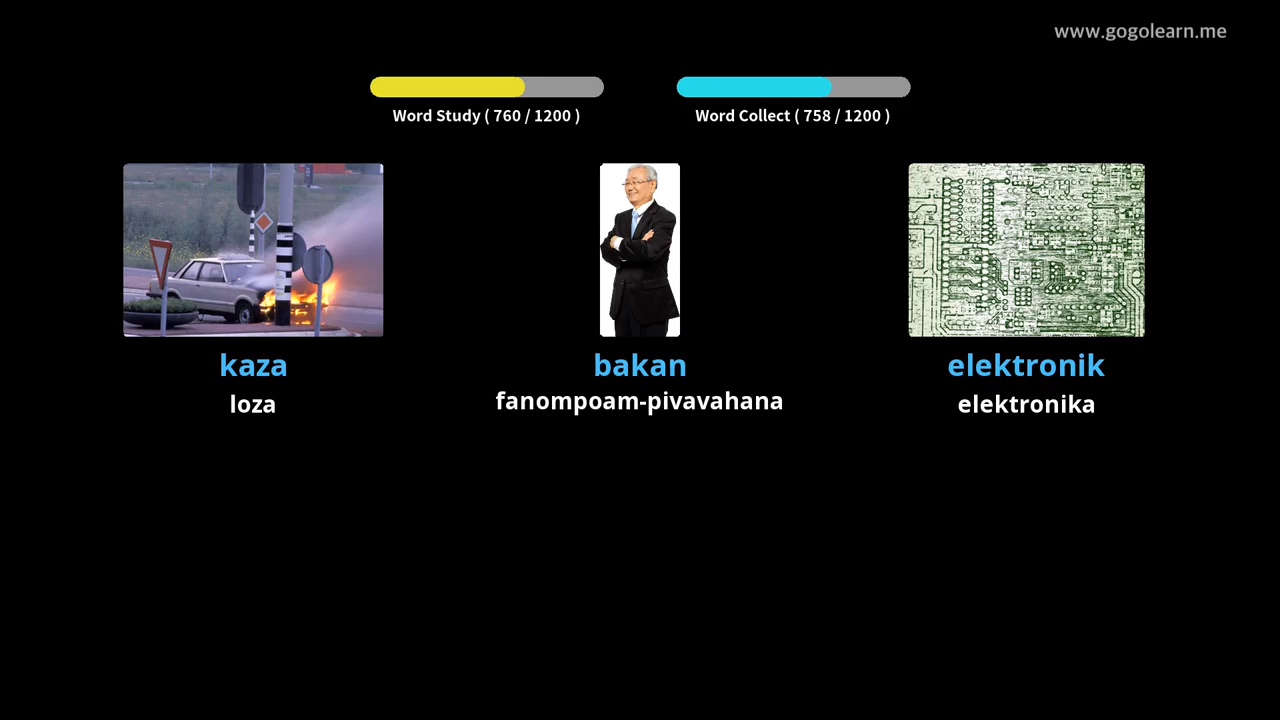 www.gogolearn.me
Word Study ( 760 / 1200 )
Word Collect ( 758 / 1200 )
kaza
bakan
elektronik
loza
fanompoam-pivavahana
elektronika